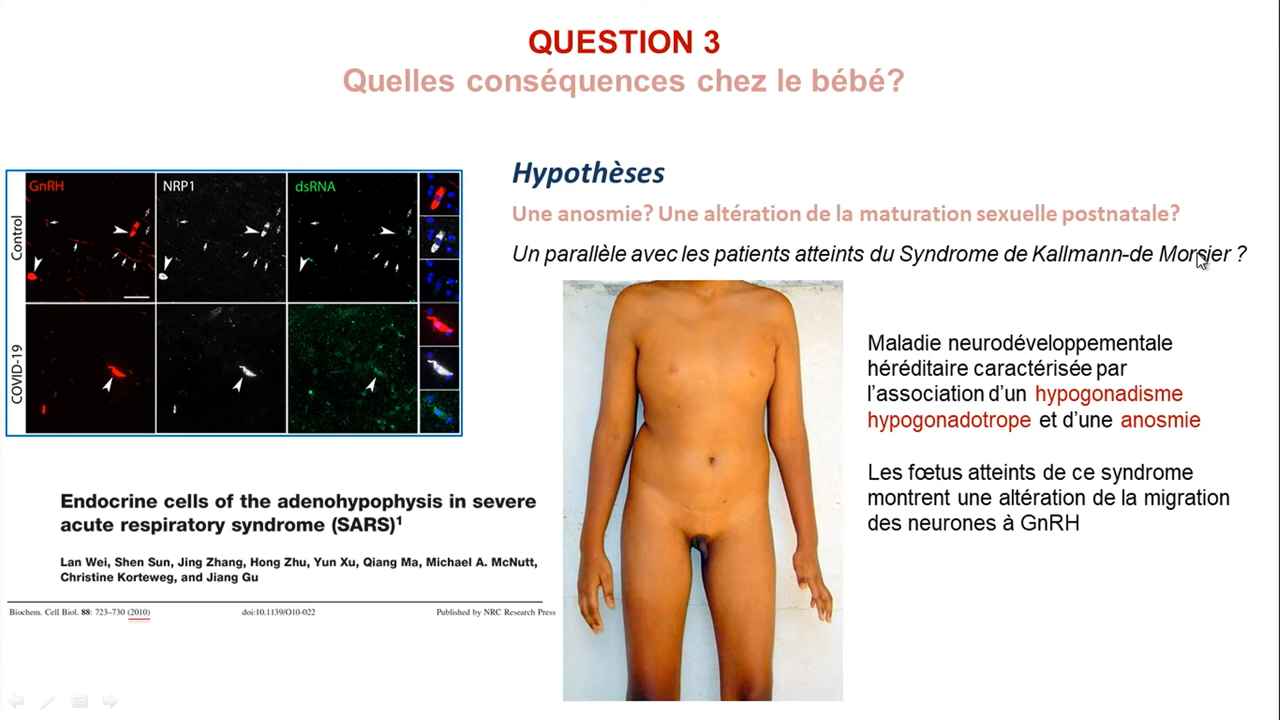 QUESTION 3
Quelles conséquences chez le bébé?
GnRH
NRP1
dsRNA
Control
COVID-19
Endocrine cells of the adenohypophysis in severe
acute respiratory syndrome (SARS)¹
Lan Wei, Shen Sun, Jing Zhang, Hong Zhu, Yun Xu, Qiang Ma, Michael A. McNutt,
Christine Korteweg, and Jiang Gu
Biochem. Cell Biol. 88: 723–730 (2010) doi:10.1139/O10-022 Published by NRC Research Press
Hypothèses
Une anosmie? Une altération de la maturation sexuelle postnatale?
Un parallèle avec les patients atteints du Syndrome de Kallmann-de Morsier ?
Maladie neurodéveloppementale
héréditaire caractérisée par
l'association d'un hypogonadisme
hypogonadotrope et d'une anosmie
Les fœtus atteints de ce syndrome
montrent une altération de la migration
des neurones à GnRH